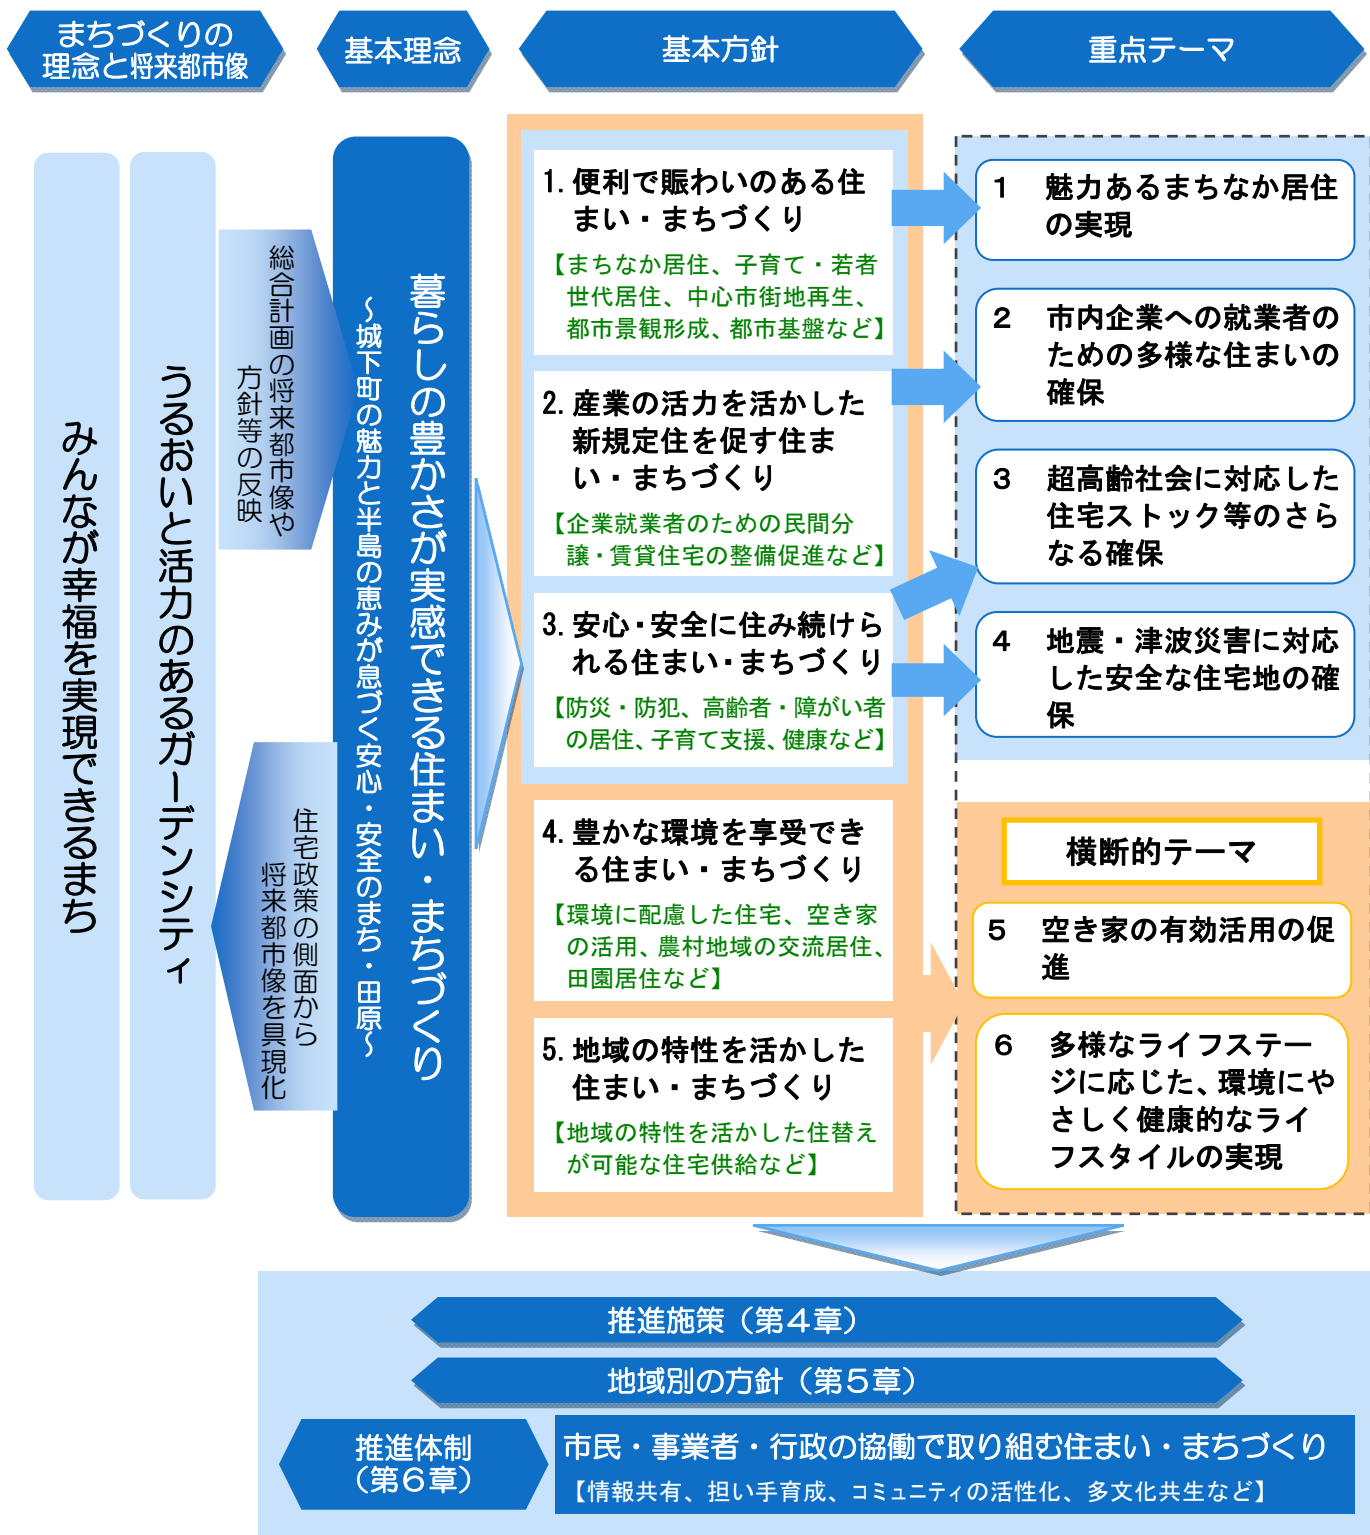 まちづくりの
理念と将来都市像
基本理念
基本方針
重点テーマ
みんなが幸福を実現できるまち
うるおいと活力のあるガーデンシティ
総合計画の将来都市像や
方針等の反映
住宅政策の側面から
将来都市像を具現化
暮らしの豊かさが実感できる住まい・まちづくり
～城下町の魅力と半島の恵みが息づく安心・安全のまち・田原～
1. 便利で賑わいのある住
まい・まちづくり
【まちなか居住、子育て・若者
世代居住、中心市街地再生、
都市景観形成、都市基盤など】
2. 産業の活力を活かした
新規定住を促す住ま
い・まちづくり
【企業就業者のための民間分
譲・賃貸住宅の整備促進など】
3. 安心・安全に住み続けら
れる住まい・まちづくり
【防災・防犯、高齢者・障がい者
の居住、子育て支援、健康など】
4. 豊かな環境を享受でき
る住まい・まちづくり
【環境に配慮した住宅、空き家
の活用、農村地域の交流居住、
田園居住など】
5. 地域の特性を活かした
住まい・まちづくり
【地域の特性を活かした住替え
が可能な住宅供給など】
1 魅力あるまちなか居住
の実現
2 市内企業への就業者の
ための多様な住まいの
確保
3 超高齢社会に対応した
住宅ストック等のさら
なる確保
4 地震・津波災害に対応
した安全な住宅地の確
保
横断的テーマ
5 空き家の有効活用の促
進
6 多様なライフステー
ジに応じた、環境にや
さしく健康的なライ
フスタイルの実現
推進施策（第４章）
地域別の方針（第５章）
推進体制
（第６章）
市民・事業者・行政の協働で取り組む住まい・まちづくり
【情報共有、担い手育成、コミュニティの活性化、多文化共生など】